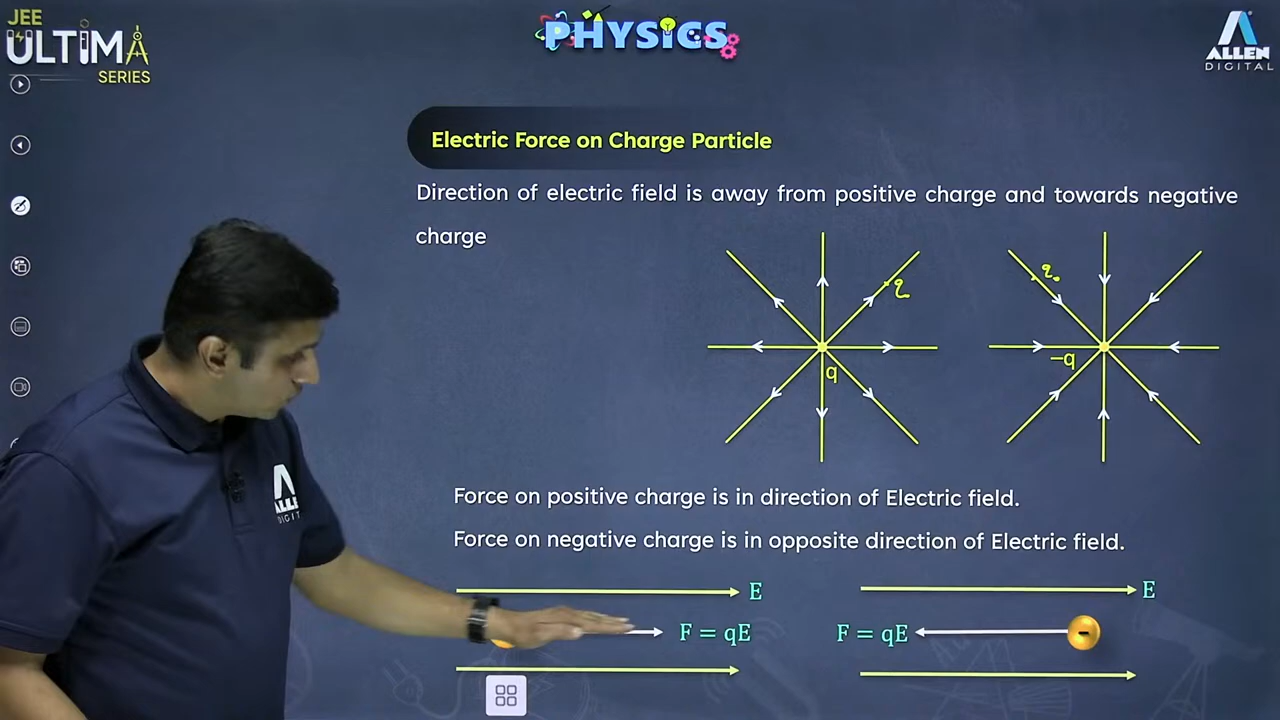 JEE
ULTIMA
SERIES
PHYSICS
ALLEN
DIGITAL
Electric Force on Charge Particle
Direction of electric field is away from positive charge and towards negative
charge
q
q₀
q
-q
Force on positive charge is in direction of Electric field.
Force on negative charge is in opposite direction of Electric field.
E
E
F = qE
F = qE
-